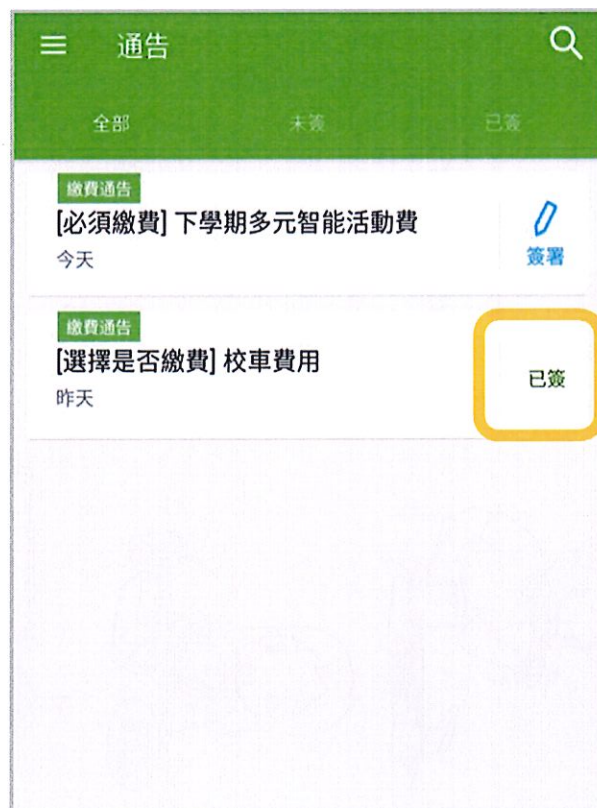 通告
全部 未簽 已簽
繳費通告
[必須繳費] 下學期多元智能活動費
今天
簽署
繳費通告
[選擇是否繳費] 校車費用
昨天
已簽